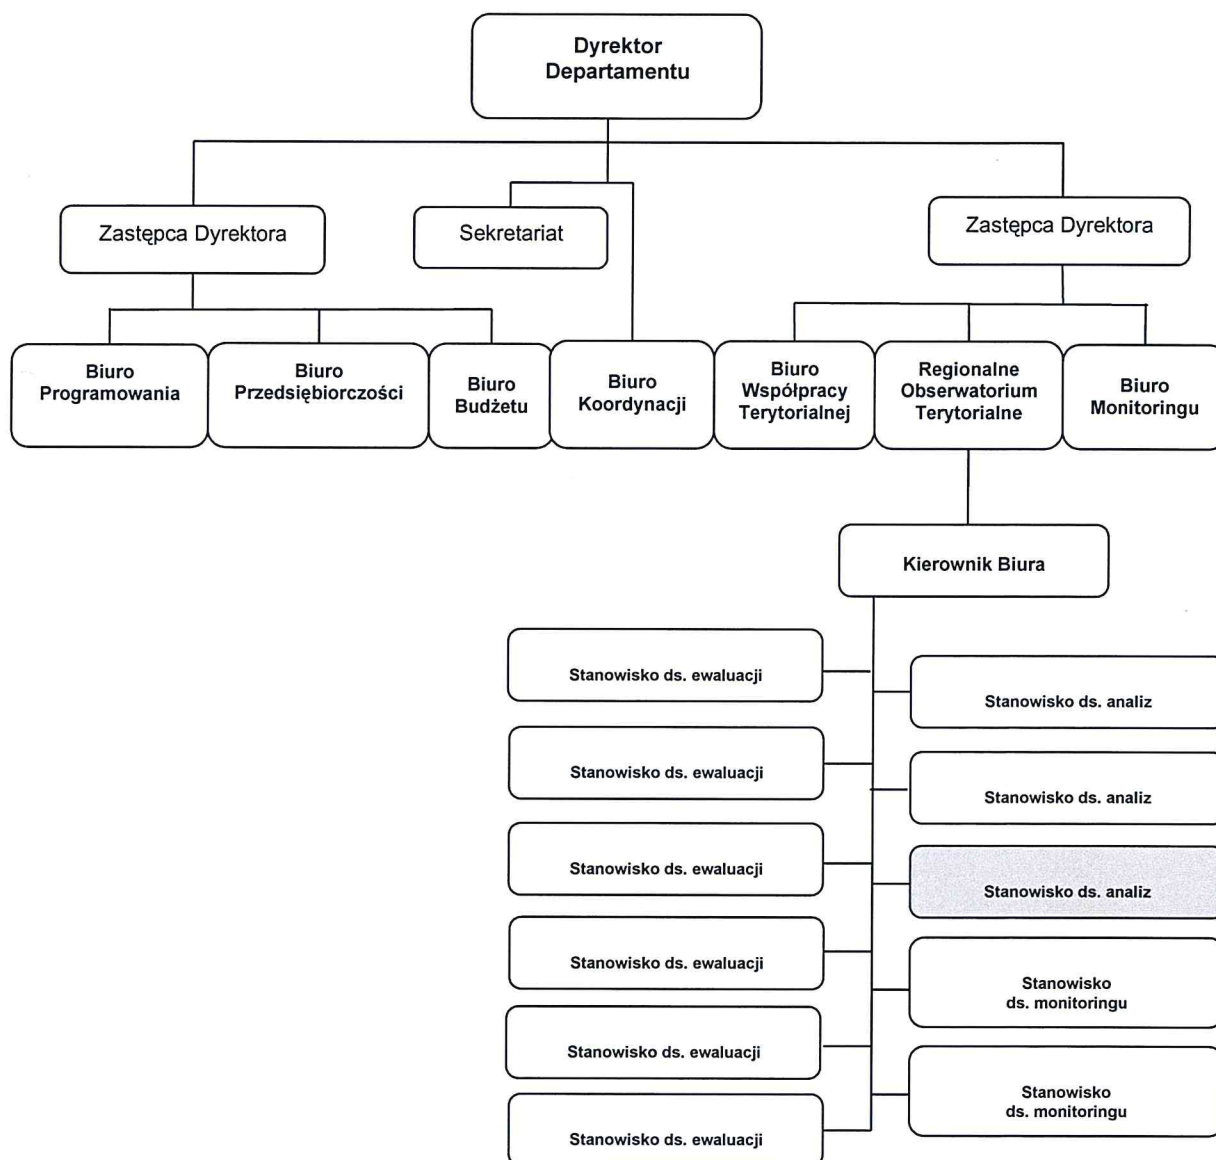 Dyrektor
Departamentu
Zastępca Dyrektora
Sekretariat
Zastępca Dyrektora
Biuro
Programowania
Biuro
Przedsiębiorczości
Biuro
Budżetu
Biuro
Koordynacji
Biuro
Współpracy
Terytorialnej
Regionalne
Obserwatorium
Terytorialne
Biuro
Monitoringu
Kierownik Biura
Stanowisko ds. ewaluacji
Stanowisko ds. analiz
Stanowisko ds. ewaluacji
Stanowisko ds. analiz
Stanowisko ds. ewaluacji
Stanowisko ds. analiz
Stanowisko ds. ewaluacji
Stanowisko
ds. monitoringu
Stanowisko ds. ewaluacji
Stanowisko
ds. monitoringu
Stanowisko ds. ewaluacji